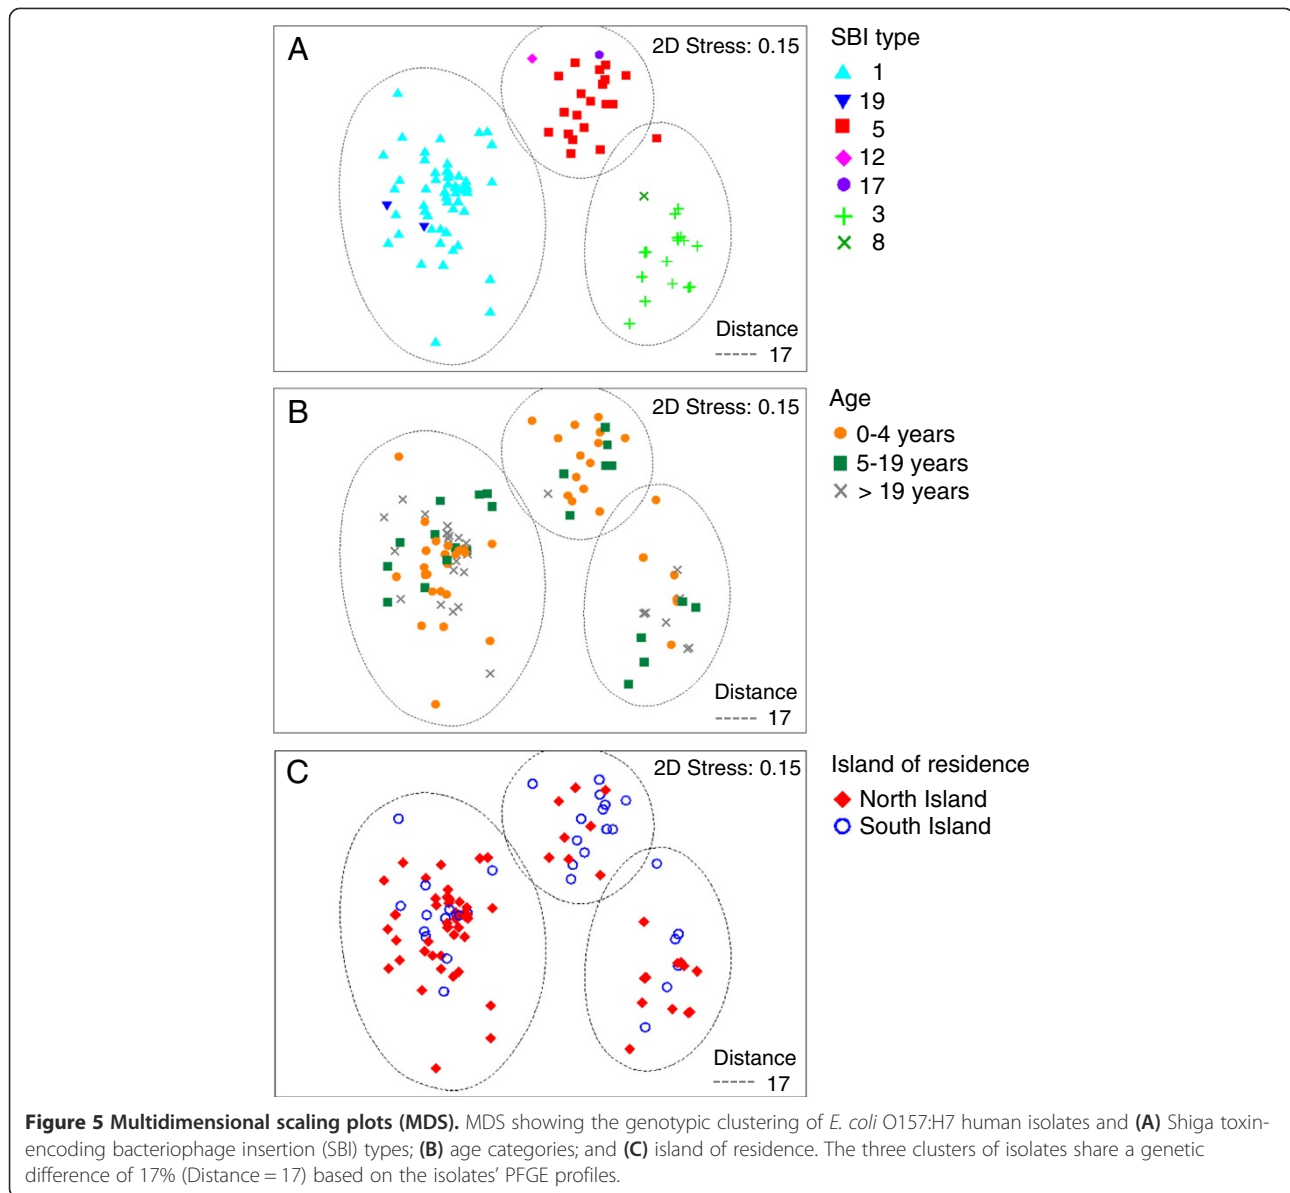 A
2D Stress: 0.15
Distance
17
SBI type
1
19
5
12
17
3
8
B
2D Stress: 0.15
Distance
17
Age
0-4 years
5-19 years
> 19 years
C
2D Stress: 0.15
Distance
17
Island of residence
North Island
South Island
Figure 5 Multidimensional scaling plots (MDS). MDS showing the genotypic clustering of E. coli O157:H7 human isolates and (A) Shiga toxin-
encoding bacteriophage insertion (SBI) types; (B) age categories; and (C) island of residence. The three clusters of isolates share a genetic
difference of 17% (Distance = 17) based on the isolates’ PFGE profiles.